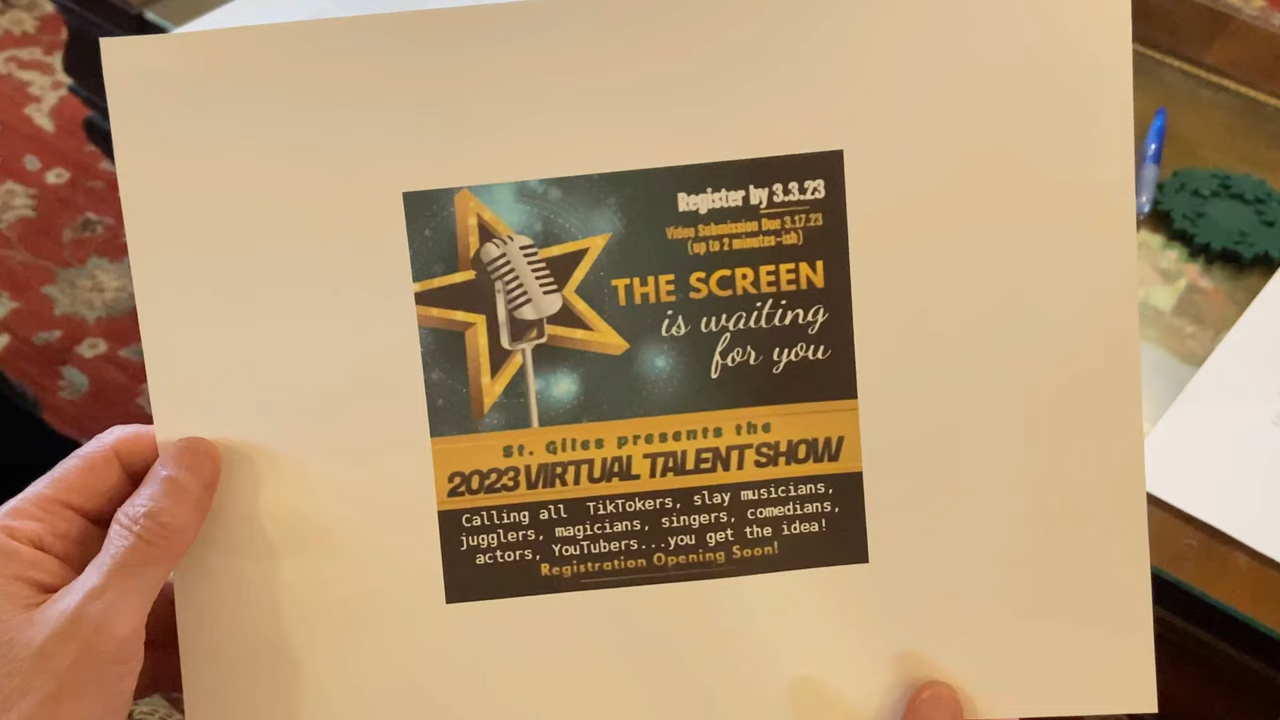 Register by 3.3.23
Video Submission Due 3.17.23
(up to 2 minutes-ish)
THE SCREEN
is waiting
for you
St. Giles presents the
2023 VIRTUAL TALENT SHOW
Calling all TikTokers, slay musicians,
jugglers, magicians, singers, comedians,
actors, YouTubers...you get the idea!
Registration Opening Soon!